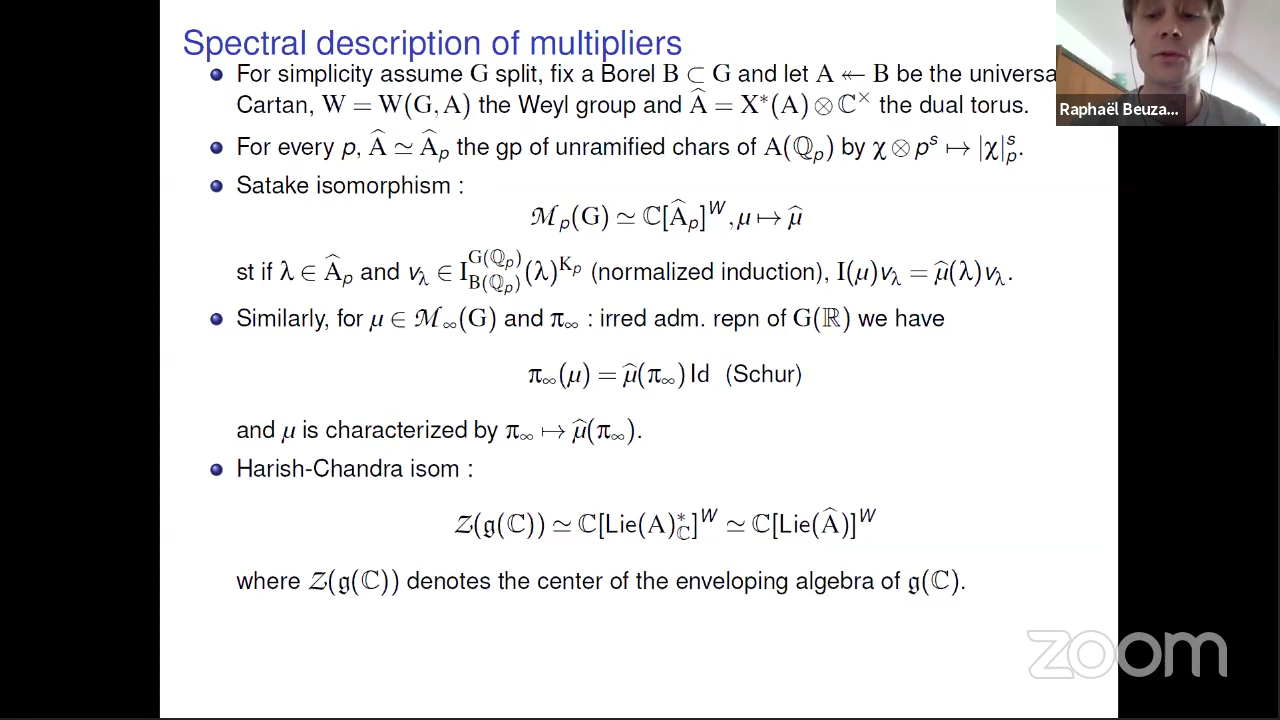 Spectral description of multipliers
For simplicity assume G split, fix a Borel B ⊂ G and let A ↞ B be the universa
Cartan, W = W(G, A) the Weyl group and Â = X*(A) ⊗ ℂ^× the dual torus.
For every p, Â ≃ Â_p the gp of unramified chars of A(ℚ_p) by χ ⊗ p^s ↦ |χ|_p^s.
Satake isomorphism :
ℳ_p(G) ≃ ℂ[Â_p]^W, μ ↦ μ̂
st if λ ∈ Â_p and v_λ ∈ I_{B(ℚ_p)}^{G(ℚ_p)}(λ)^{K_p} (normalized induction), I(μ)v_λ = μ̂(λ)v_λ.
Similarly, for μ ∈ ℳ_∞(G) and π_∞ : irred adm. repn of G(ℝ) we have
π_∞(μ) = μ̂(π_∞) Id (Schur)
and μ is characterized by π_∞ ↦ μ̂(π_∞).
Harish-Chandra isom :
𝒵(𝔤(ℂ)) ≃ ℂ[Lie(A)_ℂ^*]^W ≃ ℂ[Lie(Â)]^W
where 𝒵(𝔤(ℂ)) denotes the center of the enveloping algebra of 𝔤(ℂ).
Raphaël Beuza...
zoom